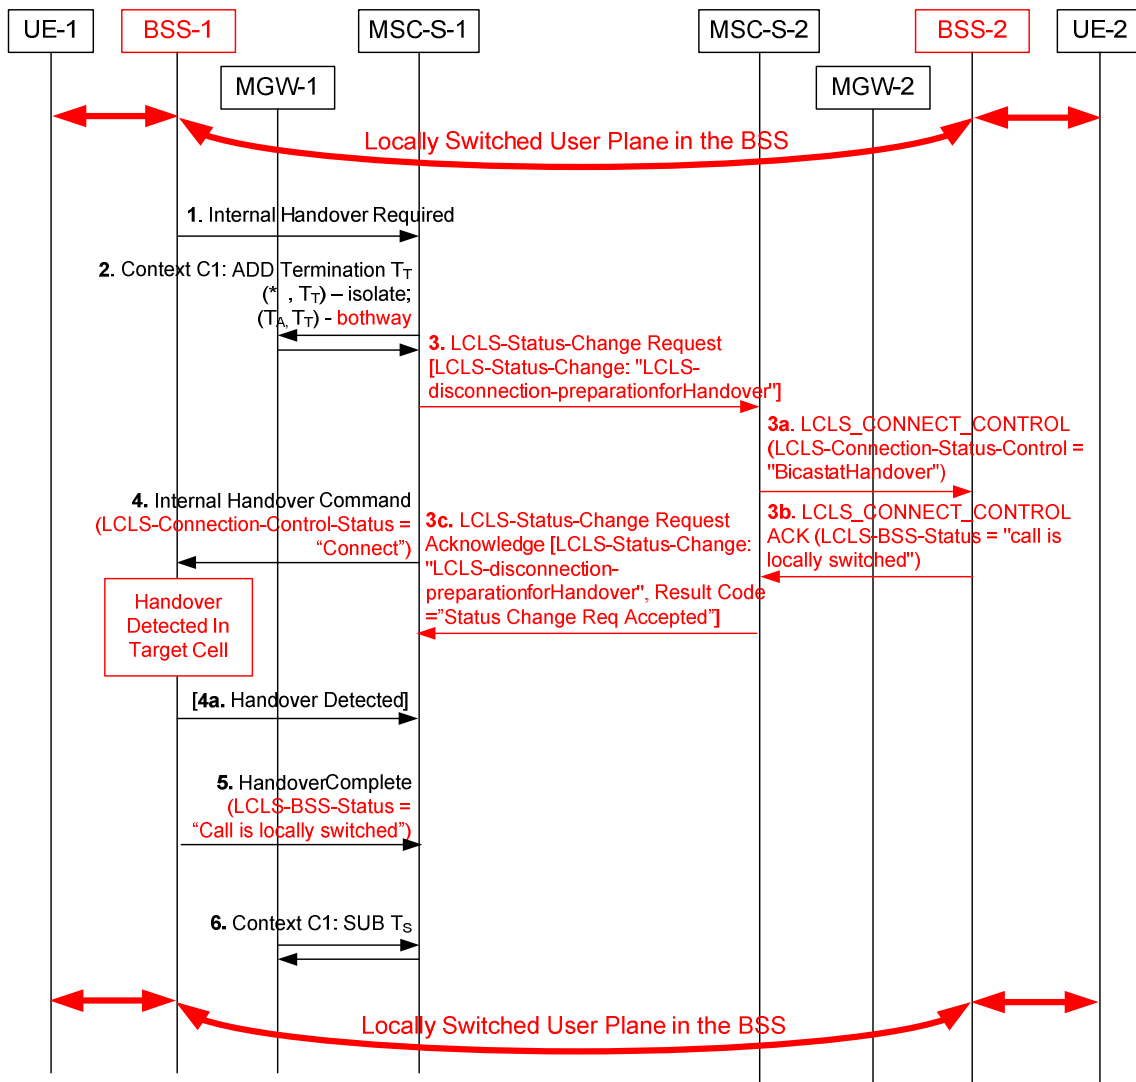 UE-1
BSS-1
MSC-S-1
MSC-S-2
BSS-2
UE-2
MGW-1
MGW-2
Locally Switched User Plane in the BSS
1. Internal Handover Required
2. Context C1: ADD Termination TT
(* , TT) – isolate;
(TA, TT) - bothway
3. LCLS-Status-Change Request
[LCLS-Status-Change: "LCLS-
disconnection-preparationforHandover"]
3a. LCLS_CONNECT_CONTROL
(LCLS-Connection-Status-Control =
"BicastatHandover")
4. Internal Handover Command
(LCLS-Connection-Control-Status =
“Connect”)
3b. LCLS_CONNECT_CONTROL
ACK (LCLS-BSS-Status = "call is
locally switched")
3c. LCLS-Status-Change Request
Acknowledge [LCLS-Status-Change:
"LCLS-disconnection-
preparationforHandover", Result Code
=”Status Change Req Accepted”]
Handover
Detected In
Target Cell
[4a. Handover Detected]
5. HandoverComplete
(LCLS-BSS-Status =
“Call is locally switched”)
6. Context C1: SUB TS
Locally Switched User Plane in the BSS